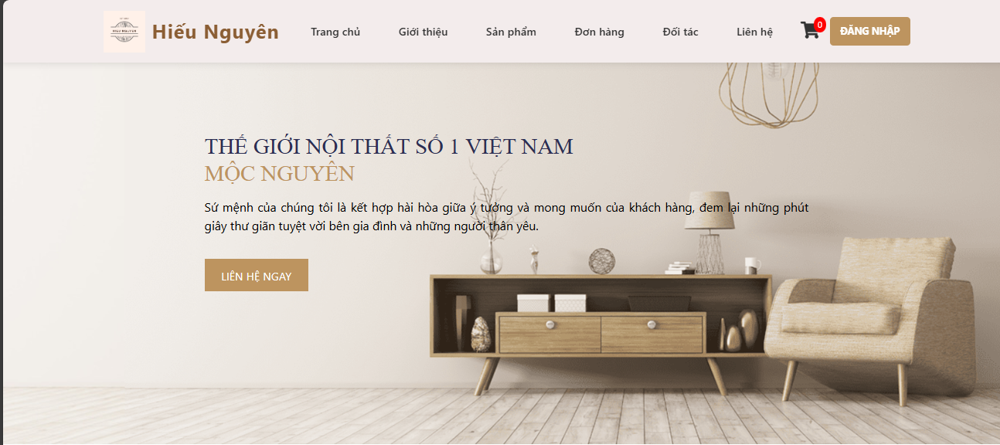 HIẾU NGUYÊN
Hiếu Nguyên
Trang chủ
Giới thiệu
Sản phẩm
Đơn hàng
Đối tác
Liên hệ
0
ĐĂNG NHẬP
THẾ GIỚI NỘI THẤT SỐ 1 VIỆT NAM
MỘC NGUYÊN
Sứ mệnh của chúng tôi là kết hợp hài hòa giữa ý tưởng và mong muốn của khách hàng, đem lại những phút
giây thư giãn tuyệt vời bên gia đình và những người thân yêu.
LIÊN HỆ NGAY